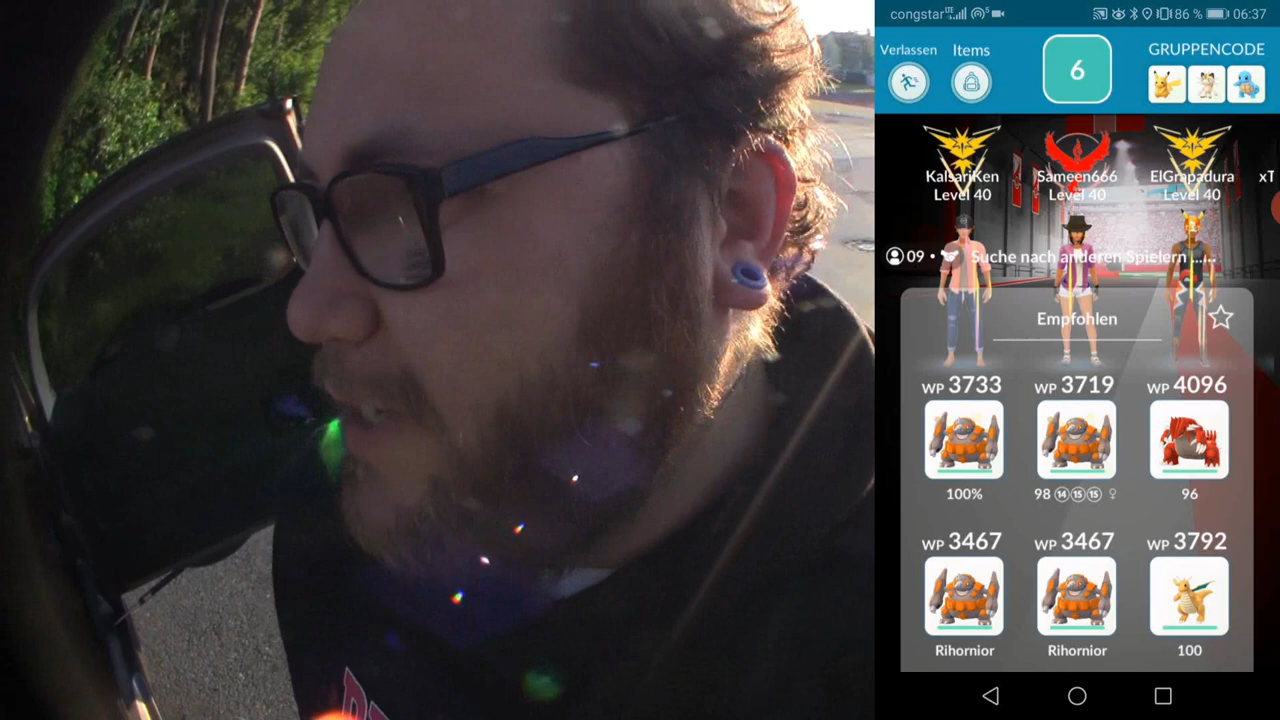 congstar LTE 86 % 06:37
Verlassen Items 6 GRUPPENCODE
KalsariKen Sameen666 ElGrapadura xT
Level 40 Level 40 Level 40
09 • Suche nach anderen Spielern ......
Empfohlen
WP 3733 WP 3719 WP 4096
100% 98 14 15 15 ♀ 96
WP 3467 WP 3467 WP 3792
Rihornior Rihornior 100